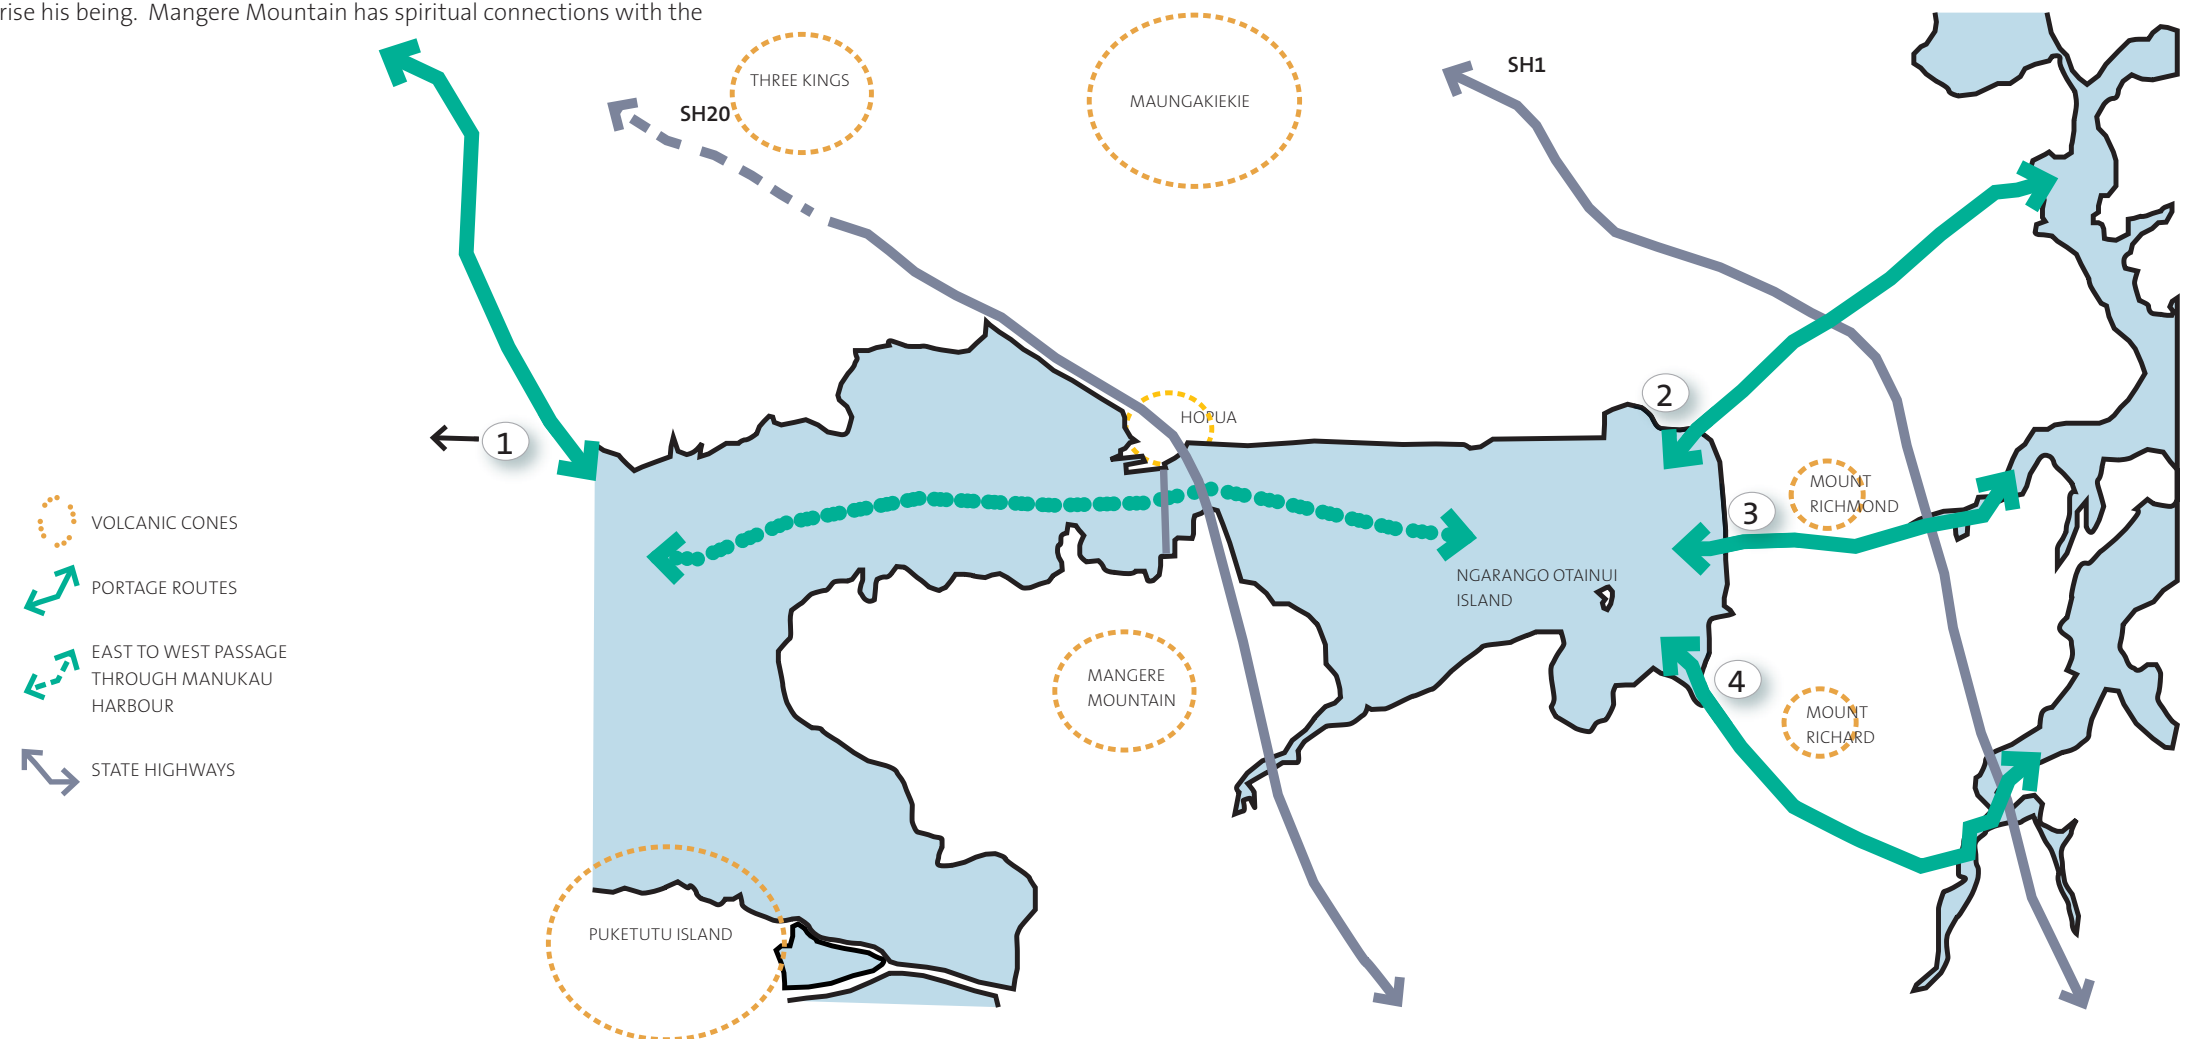 rise his being. Mangere Mountain has spiritual connections with the
THREE KINGS
SH20
MAUNGAKIEKIE
SH1
HOPUA
1
2
3
4
MOUNT
RICHMOND
NGARANGO OTAINUI
ISLAND
MANGERE
MOUNTAIN
MOUNT
RICHARD
PUKETUTU ISLAND
VOLCANIC CONES
PORTAGE ROUTES
EAST TO WEST PASSAGE
THROUGH MANUKAU
HARBOUR
STATE HIGHWAYS